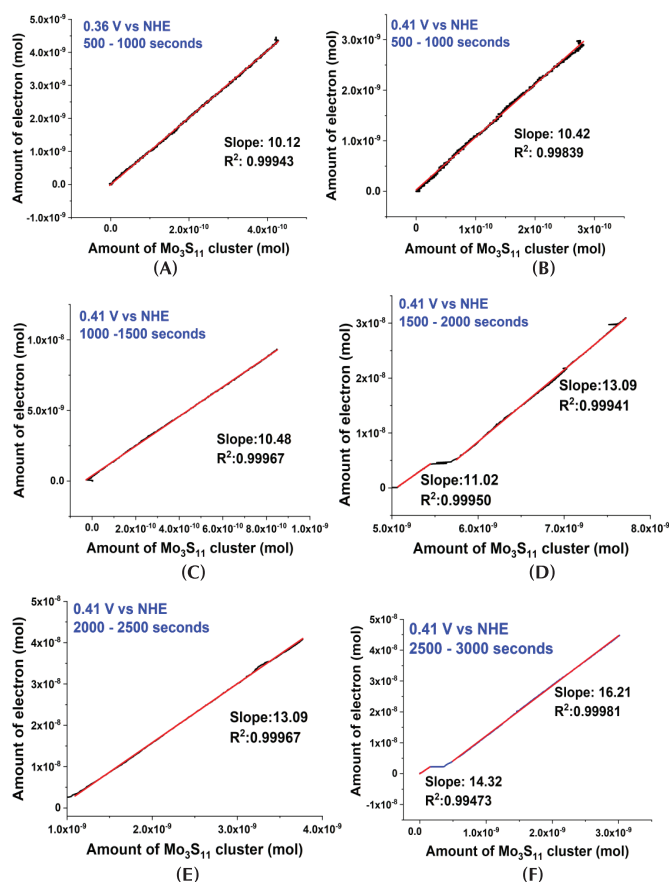 0.36 V vs NHE
500 - 1000 seconds
Amount of electron (mol)
5.0x10⁻⁹
4.0x10⁻⁹
3.0x10⁻⁹
2.0x10⁻⁹
1.0x10⁻⁹
0.0
-1.0x10⁻⁹
Slope: 10.12
R²: 0.99943
0.0 2.0x10⁻¹⁰ 4.0x10⁻¹⁰
Amount of Mo₃S₁₁ cluster (mol)
(A)
0.41 V vs NHE
500 - 1000 seconds
Amount of electron (mol)
3.0x10⁻⁹
2.0x10⁻⁹
1.0x10⁻⁹
0.0
Slope: 10.42
R²: 0.99839
0 1x10⁻¹⁰ 2x10⁻¹⁰ 3x10⁻¹⁰
Amount of Mo₃S₁₁ cluster (mol)
(B)
0.41 V vs NHE
1000 -1500 seconds
Amount of electron (mol)
1.0x10⁻⁸
5.0x10⁻⁹
0.0
Slope:10.48
R²:0.99967
0.0 2.0x10⁻¹⁰ 4.0x10⁻¹⁰ 6.0x10⁻¹⁰ 8.0x10⁻¹⁰ 1.0x10⁻⁹
Amount of Mo₃S₁₁ cluster (mol)
(C)
0.41 V vs NHE
1500 - 2000 seconds
Amount of electron (mol)
3x10⁻⁸
2x10⁻⁸
1x10⁻⁸
0
Slope:13.09
R²:0.99941
Slope:11.02
R²:0.99950
5.0x10⁻⁹ 6.0x10⁻⁹ 7.0x10⁻⁹ 8.0x10⁻⁹
Amount of Mo₃S₁₁ cluster (mol)
(D)
0.41 V vs NHE
2000 - 2500 seconds
Amount of electron (mol)
5x10⁻⁸
4x10⁻⁸
3x10⁻⁸
2x10⁻⁸
1x10⁻⁸
0
Slope:13.09
R²:0.99967
1.0x10⁻⁹ 2.0x10⁻⁹ 3.0x10⁻⁹ 4.0x10⁻⁹
Amount of Mo₃S₁₁ cluster (mol)
(E)
0.41 V vs NHE
2500 - 3000 seconds
Amount of electron (mol)
5x10⁻⁸
4x10⁻⁸
3x10⁻⁸
2x10⁻⁸
1x10⁻⁸
0
-1x10⁻⁸
Slope: 16.21
R²:0.99981
Slope: 14.32
R²:0.99473
0.0 1.0x10⁻⁹ 2.0x10⁻⁹ 3.0x10⁻⁹
Amount of Mo₃S₁₁ cluster (mol)
(F)